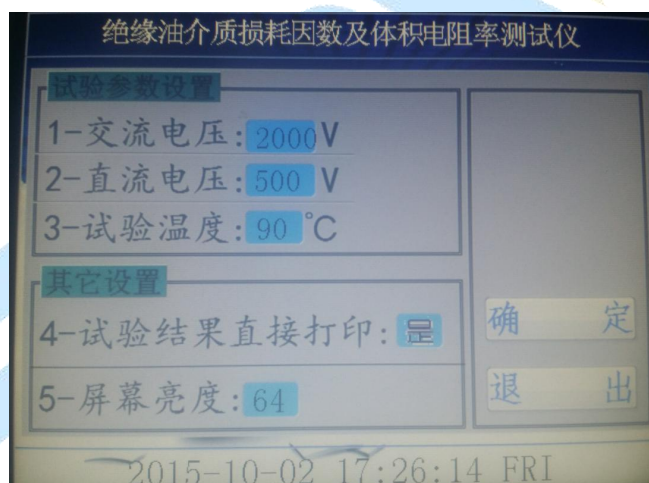 绝缘油介质损耗因数及体积电阻率测试仪
试验参数设置
1-交流电压:2000V
2-直流电压:500 V
3-试验温度:90 °C
其它设置
4-试验结果直接打印:是
5-屏幕亮度:64
确 定
退 出
2015-10-02 17:26:14 FRI